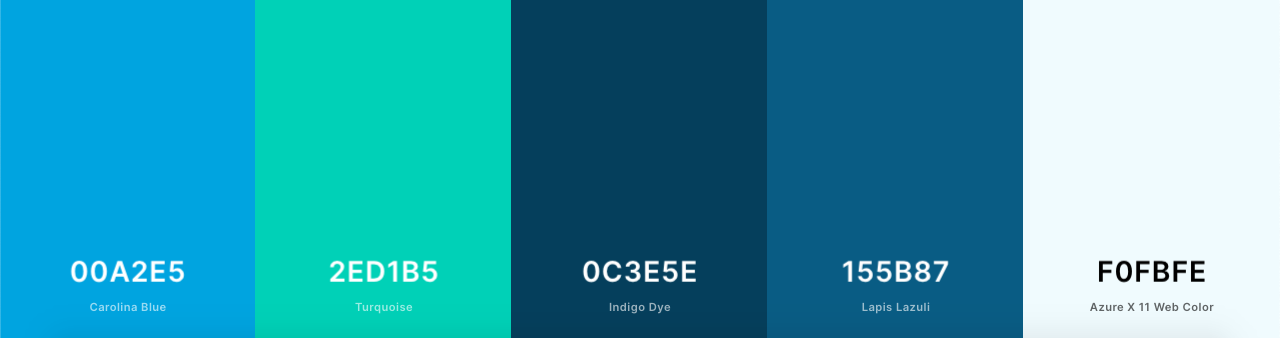 00A2E5
Carolina Blue
2ED1B5
Turquoise
0C3E5E
Indigo Dye
155B87
Lapis Lazuli
F0FBFE
Azure X 11 Web Color